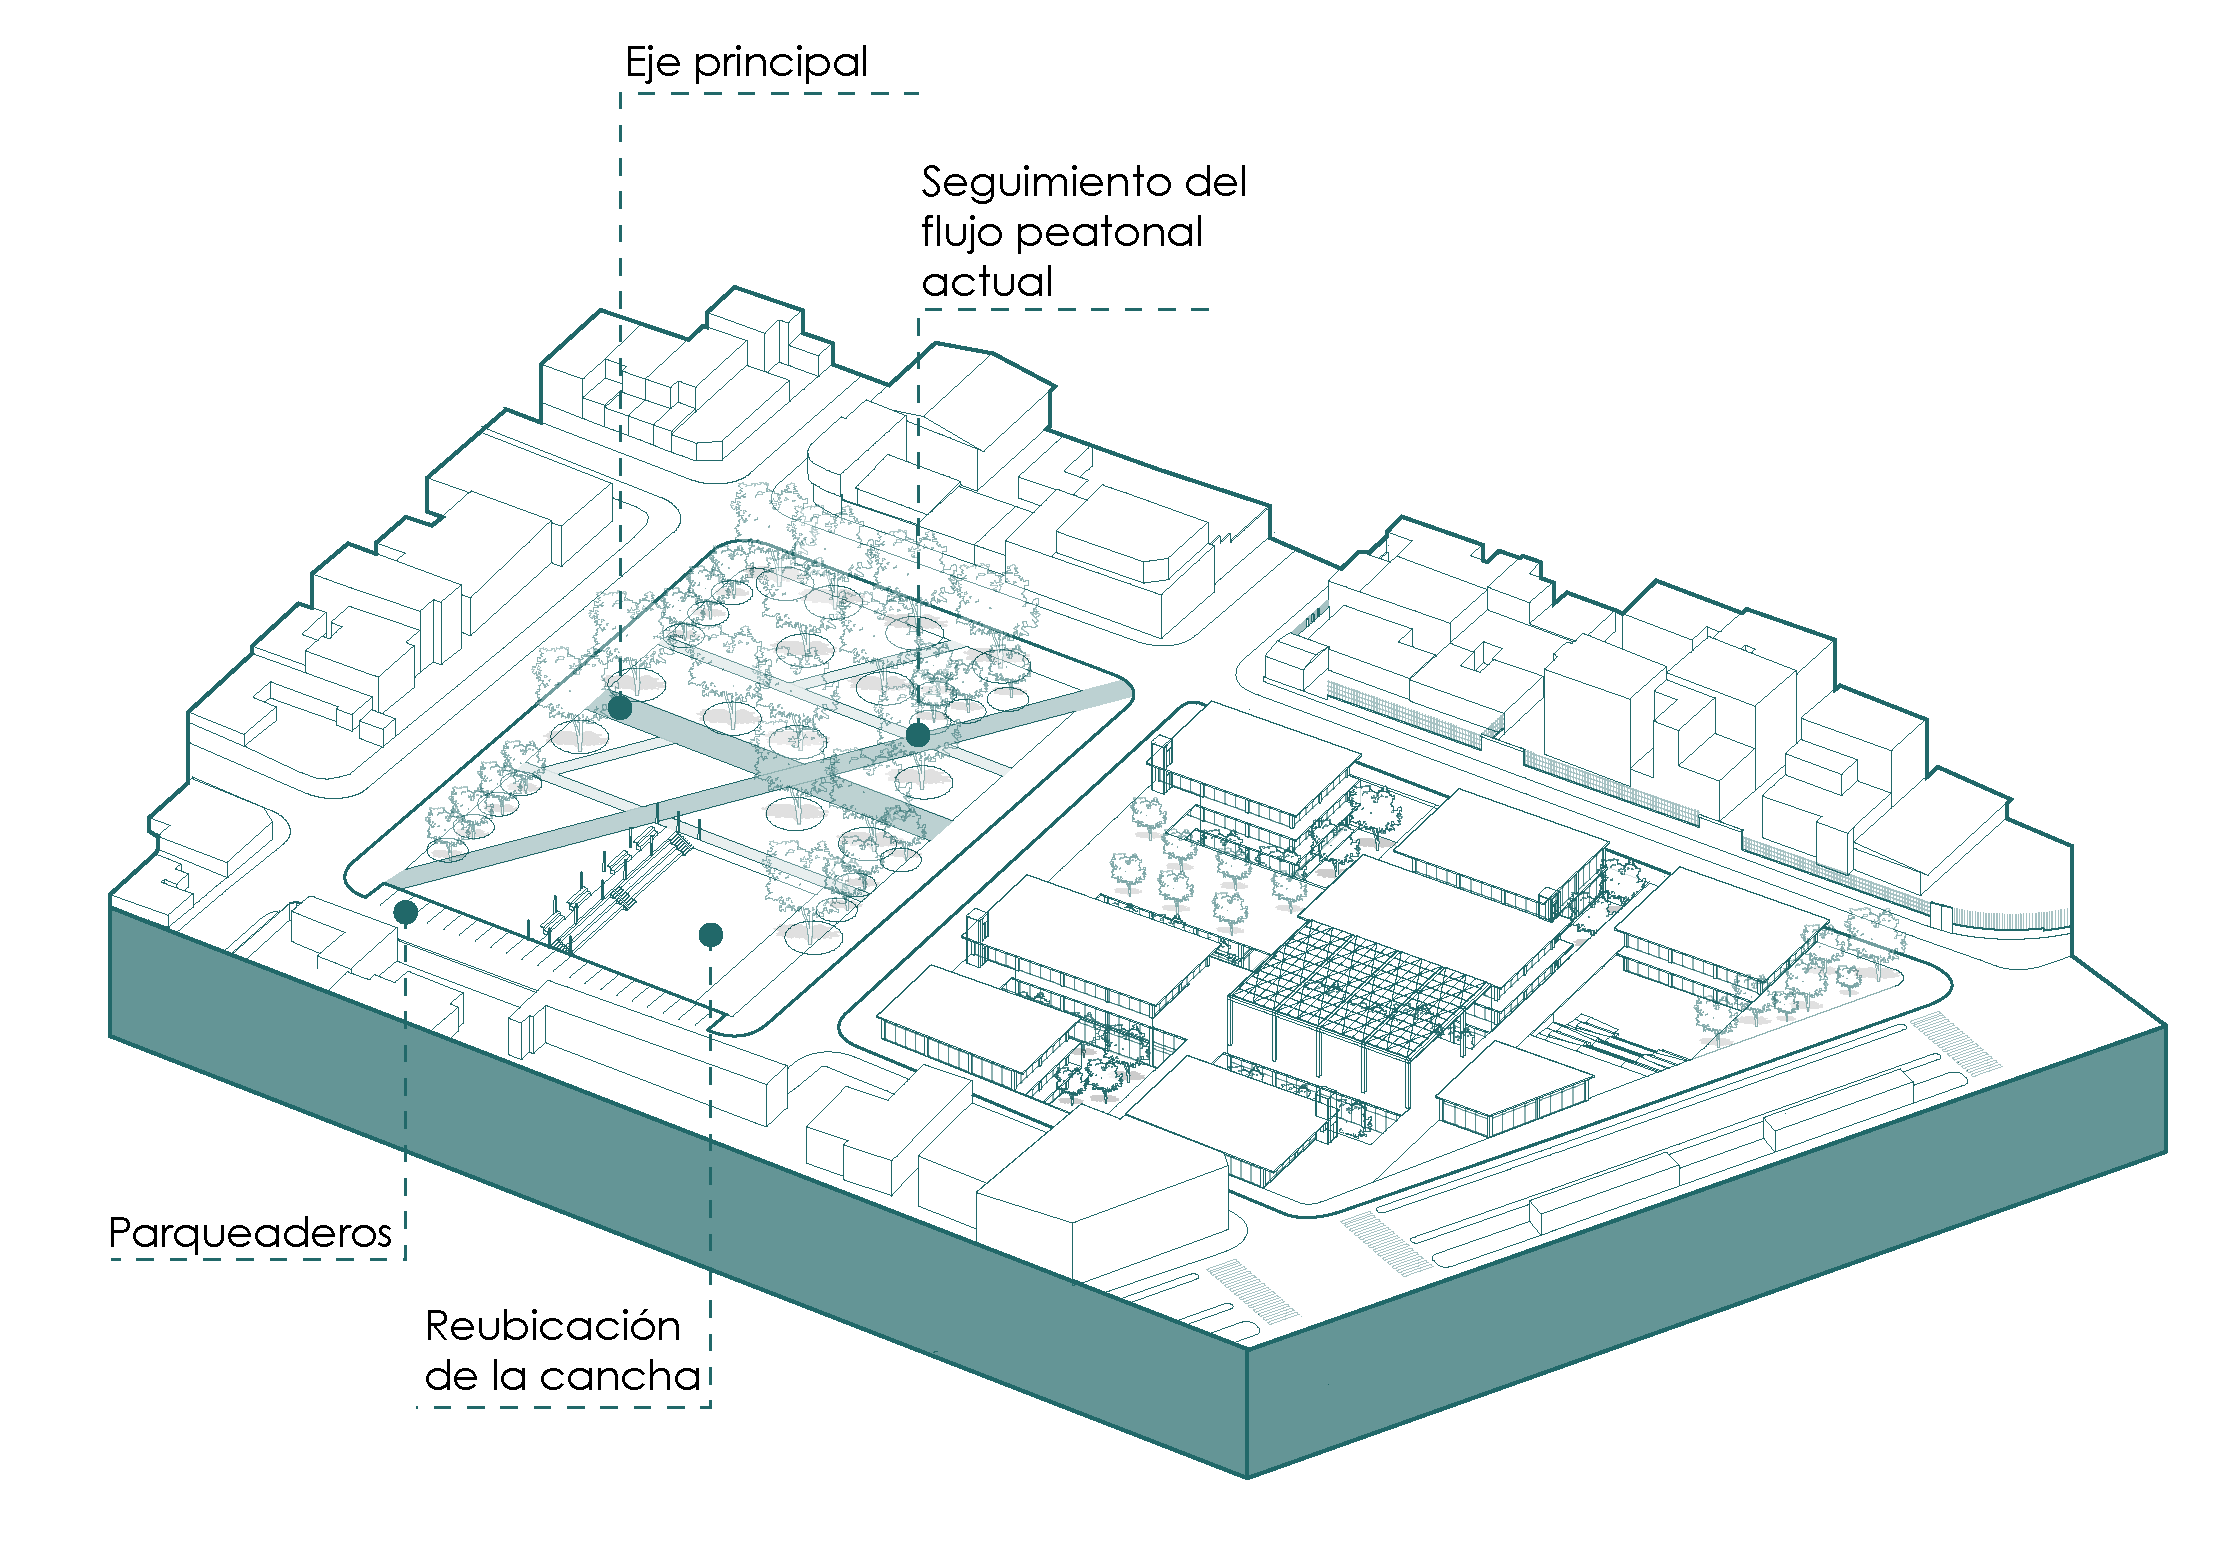 Eje principal
Seguimiento del
flujo peatonal
actual
Parqueaderos
Reubicación
de la cancha